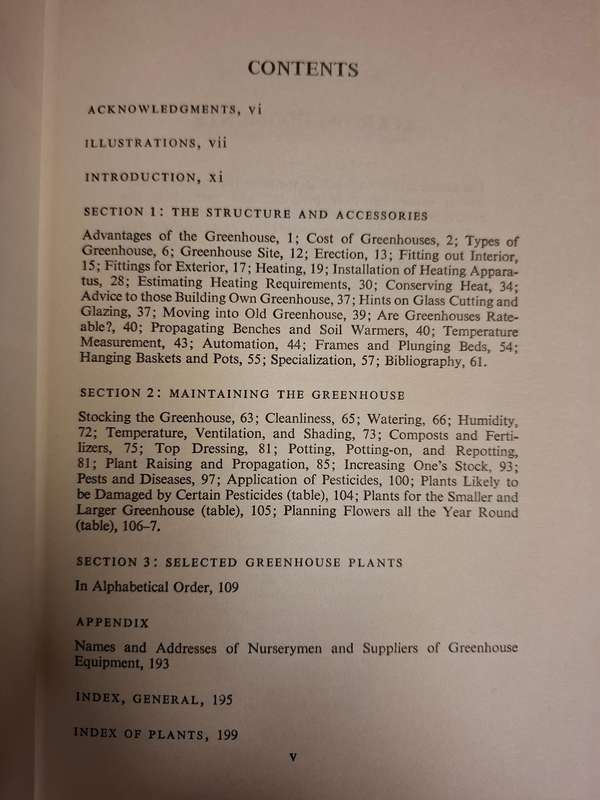 CONTENTS
ACKNOWLEDGMENTS, vi
ILLUSTRATIONS, vii
INTRODUCTION, xi
SECTION 1: THE STRUCTURE AND ACCESSORIES
Advantages of the Greenhouse, 1; Cost of Greenhouses, 2; Types of
Greenhouse, 6; Greenhouse Site, 12; Erection, 13; Fitting out Interior,
15; Fittings for Exterior, 17; Heating, 19; Installation of Heating Appara-
tus, 28; Estimating Heating Requirements, 30; Conserving Heat, 34;
Advice to those Building Own Greenhouse, 37; Hints on Glass Cutting and
Glazing, 37; Moving into Old Greenhouse, 39; Are Greenhouses Rate-
able?, 40; Propagating Benches and Soil Warmers, 40; Temperature
Measurement, 43; Automation, 44; Frames and Plunging Beds, 54;
Hanging Baskets and Pots, 55; Specialization, 57; Bibliography, 61.
SECTION 2: MAINTAINING THE GREENHOUSE
Stocking the Greenhouse, 63; Cleanliness, 65; Watering, 66; Humidity,
72; Temperature, Ventilation, and Shading, 73; Composts and Ferti-
lizers, 75; Top Dressing, 81; Potting, Potting-on, and Repotting,
81; Plant Raising and Propagation, 85; Increasing One's Stock, 93;
Pests and Diseases, 97; Application of Pesticides, 100; Plants Likely to
be Damaged by Certain Pesticides (table), 104; Plants for the Smaller and
Larger Greenhouse (table), 105; Planning Flowers all the Year Round
(table), 106–7.
SECTION 3: SELECTED GREENHOUSE PLANTS
In Alphabetical Order, 109
APPENDIX
Names and Addresses of Nurserymen and Suppliers of Greenhouse
Equipment, 193
INDEX, GENERAL, 195
INDEX OF PLANTS, 199
v